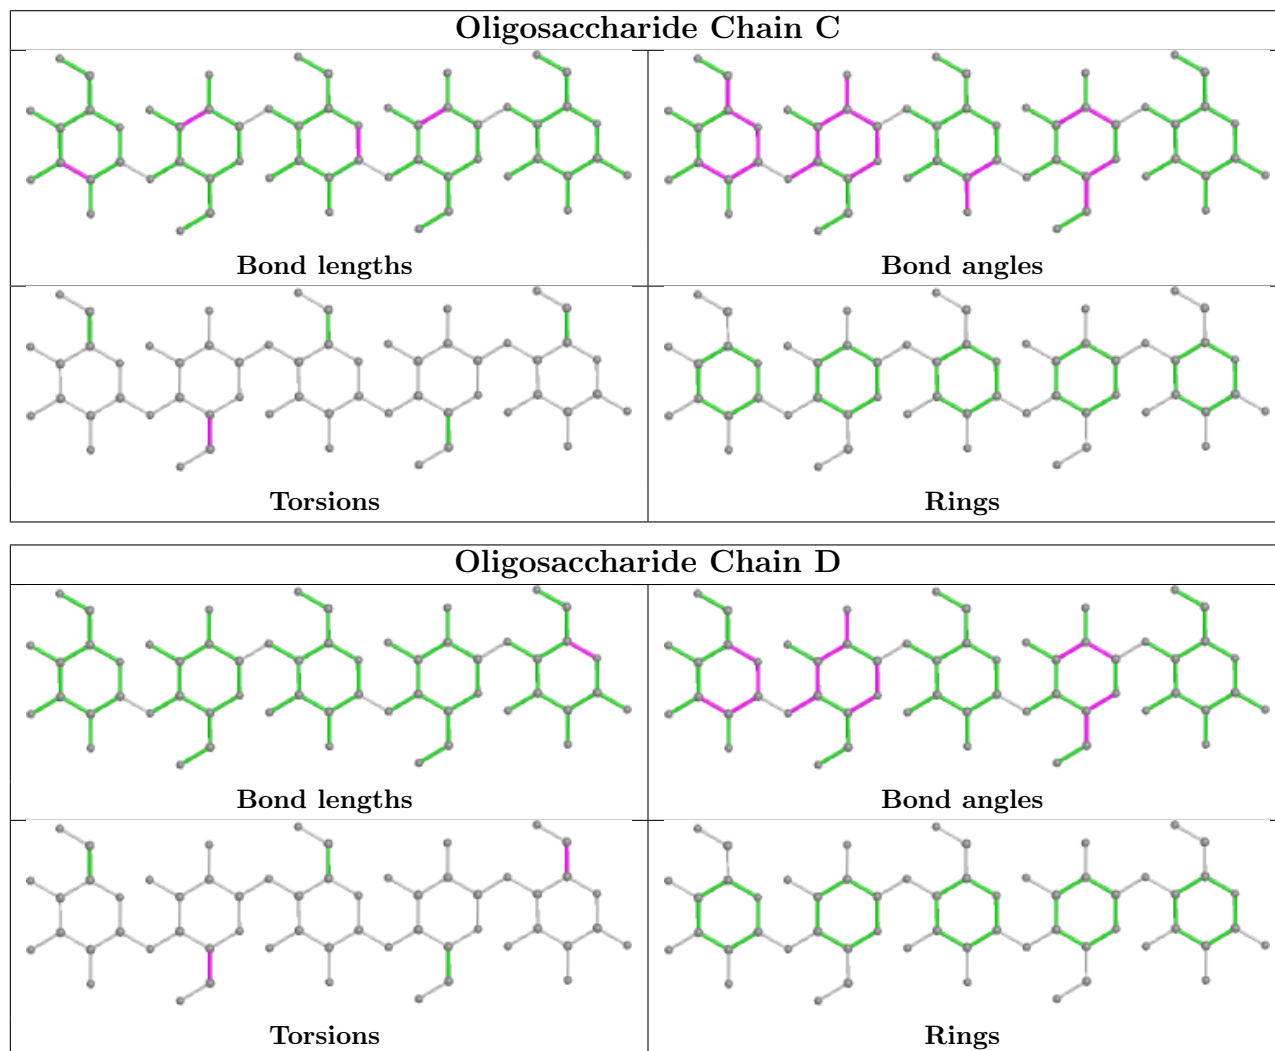 Oligosaccharide Chain C
Bond lengths
Bond angles
Torsions
Rings
Oligosaccharide Chain D
Bond lengths
Bond angles
Torsions
Rings